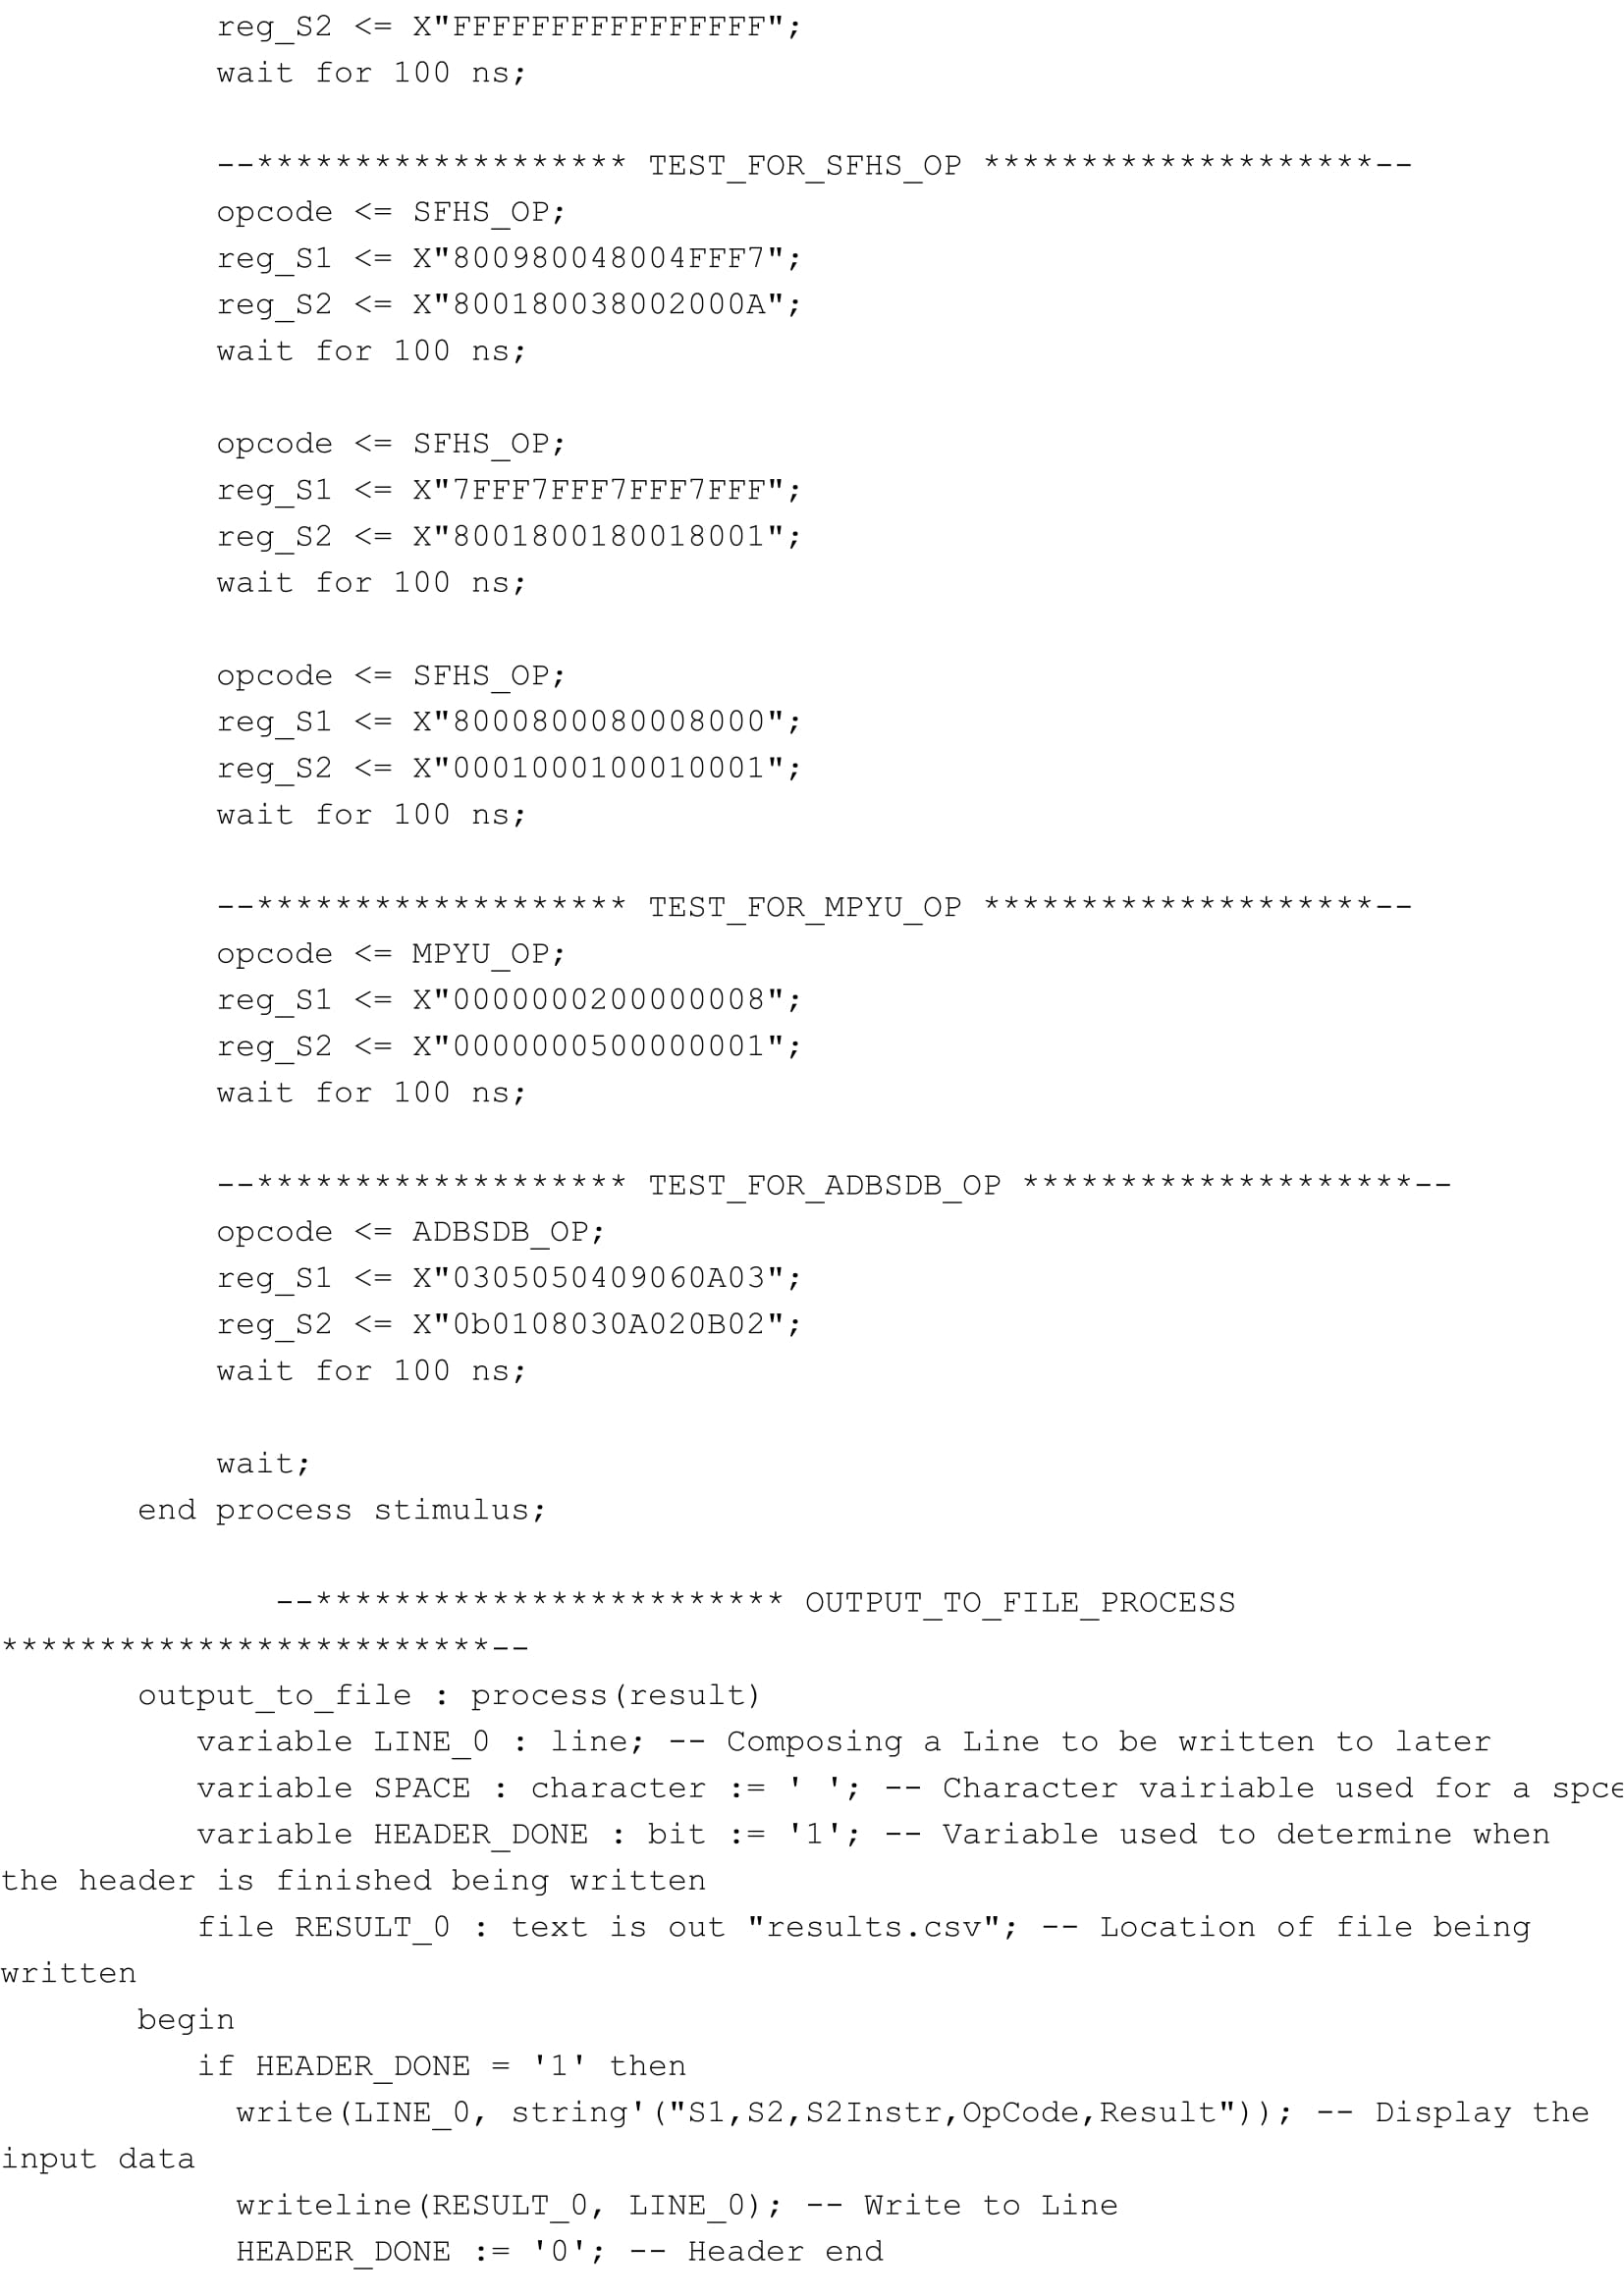 reg_S2 <= X"FFFFFFFFFFFFFFFF";
wait for 100 ns;
--******************* TEST_FOR_SFHS_OP ********************--
opcode <= SFHS_OP;
reg_S1 <= X"800980048004FFF7";
reg_S2 <= X"800180038002000A";
wait for 100 ns;
opcode <= SFHS_OP;
reg_S1 <= X"7FFF7FFF7FFF7FFF";
reg_S2 <= X"8001800180018001";
wait for 100 ns;
opcode <= SFHS_OP;
reg_S1 <= X"8000800080008000";
reg_S2 <= X"0001000100010001";
wait for 100 ns;
--******************* TEST_FOR_MPYU_OP ********************--
opcode <= MPYU_OP;
reg_S1 <= X"0000000200000008";
reg_S2 <= X"0000000500000001";
wait for 100 ns;
--******************* TEST_FOR_ADBSDB_OP ********************--
opcode <= ADBSDB_OP;
reg_S1 <= X"0305050409060A03";
reg_S2 <= X"0b0108030A020B02";
wait for 100 ns;
wait;
end process stimulus;
--************************ OUTPUT_TO_FILE_PROCESS
*************************--
output_to_file : process(result)
variable LINE_0 : line; -- Composing a Line to be written to later
variable SPACE : character := ' '; -- Character vairiable used for a spce
variable HEADER_DONE : bit := '1'; -- Variable used to determine when
the header is finished being written
file RESULT_0 : text is out "results.csv"; -- Location of file being
written
begin
if HEADER_DONE = '1' then
write(LINE_0, string'("S1,S2,S2Instr,OpCode,Result")); -- Display the
input data
writeline(RESULT_0, LINE_0); -- Write to Line
HEADER_DONE := '0'; -- Header end